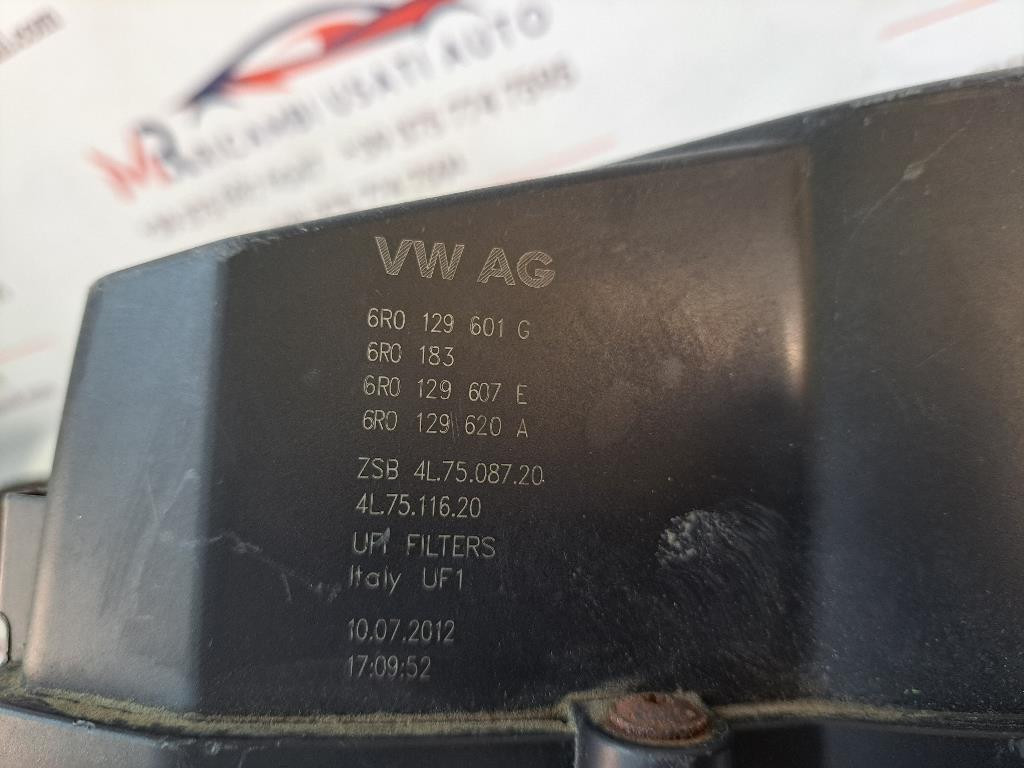 MR RICAMBI USATI AUTO
VW AG
6R0 129 601 G
6R0 183
6R0 129 607 E
6R0 129 620 A
ZSB 4L.75.087.20
4L.75.116.20
UFI FILTERS
Italy UF1
10.07.2012
17:09:52